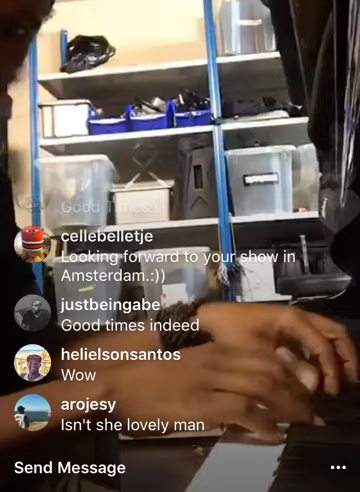 Good Times!
cellebelletje
Looking forward to your show in
Amsterdam.:))
justbeingabe
Good times indeed
helielsonsantos
Wow
arojesy
Isn't she lovely man
Send Message